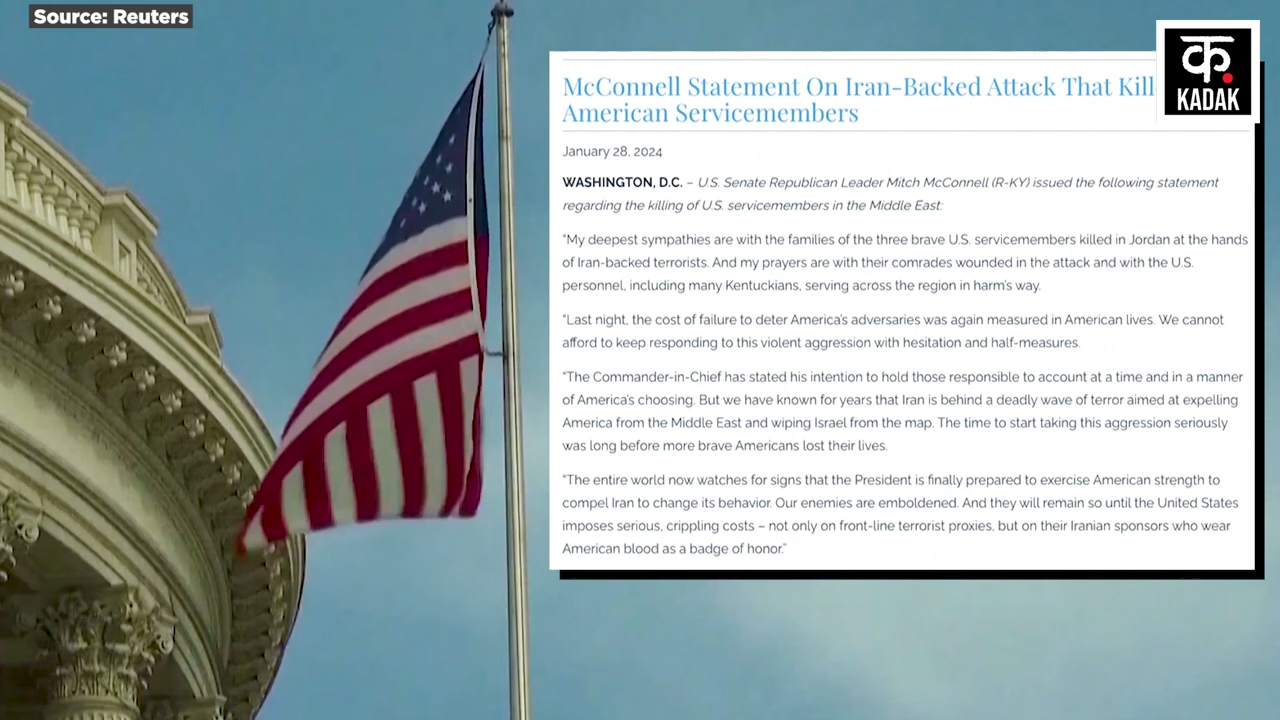 Source: Reuters
क.
KADAK
McConnell Statement On Iran-Backed Attack That
American Servicemembers
January 28, 2024
WASHINGTON, D.C. – U.S. Senate Republican Leader Mitch McConnell (R-KY) issued the following statement
regarding the killing of U.S. servicemembers in the Middle East:
“My deepest sympathies are with the families of the three brave U.S. servicemembers killed in Jordan at the hands
of Iran-backed terrorists. And my prayers are with their comrades wounded in the attack and with the U.S.
personnel, including many Kentuckians, serving across the region in harm’s way.
“Last night, the cost of failure to deter America’s adversaries was again measured in American lives. We cannot
afford to keep responding to this violent aggression with hesitation and half-measures.
“The Commander-in-Chief has stated his intention to hold those responsible to account at a time and in a manner
of America’s choosing. But we have known for years that Iran is behind a deadly wave of terror aimed at expelling
America from the Middle East and wiping Israel from the map. The time to start taking this aggression seriously
was long before more brave Americans lost their lives.
“The entire world now watches for signs that the President is finally prepared to exercise American strength to
compel Iran to change its behavior. Our enemies are emboldened. And they will remain so until the United States
imposes serious, crippling costs – not only on front-line terrorist proxies, but on their Iranian sponsors who wear
American blood as a badge of honor.”